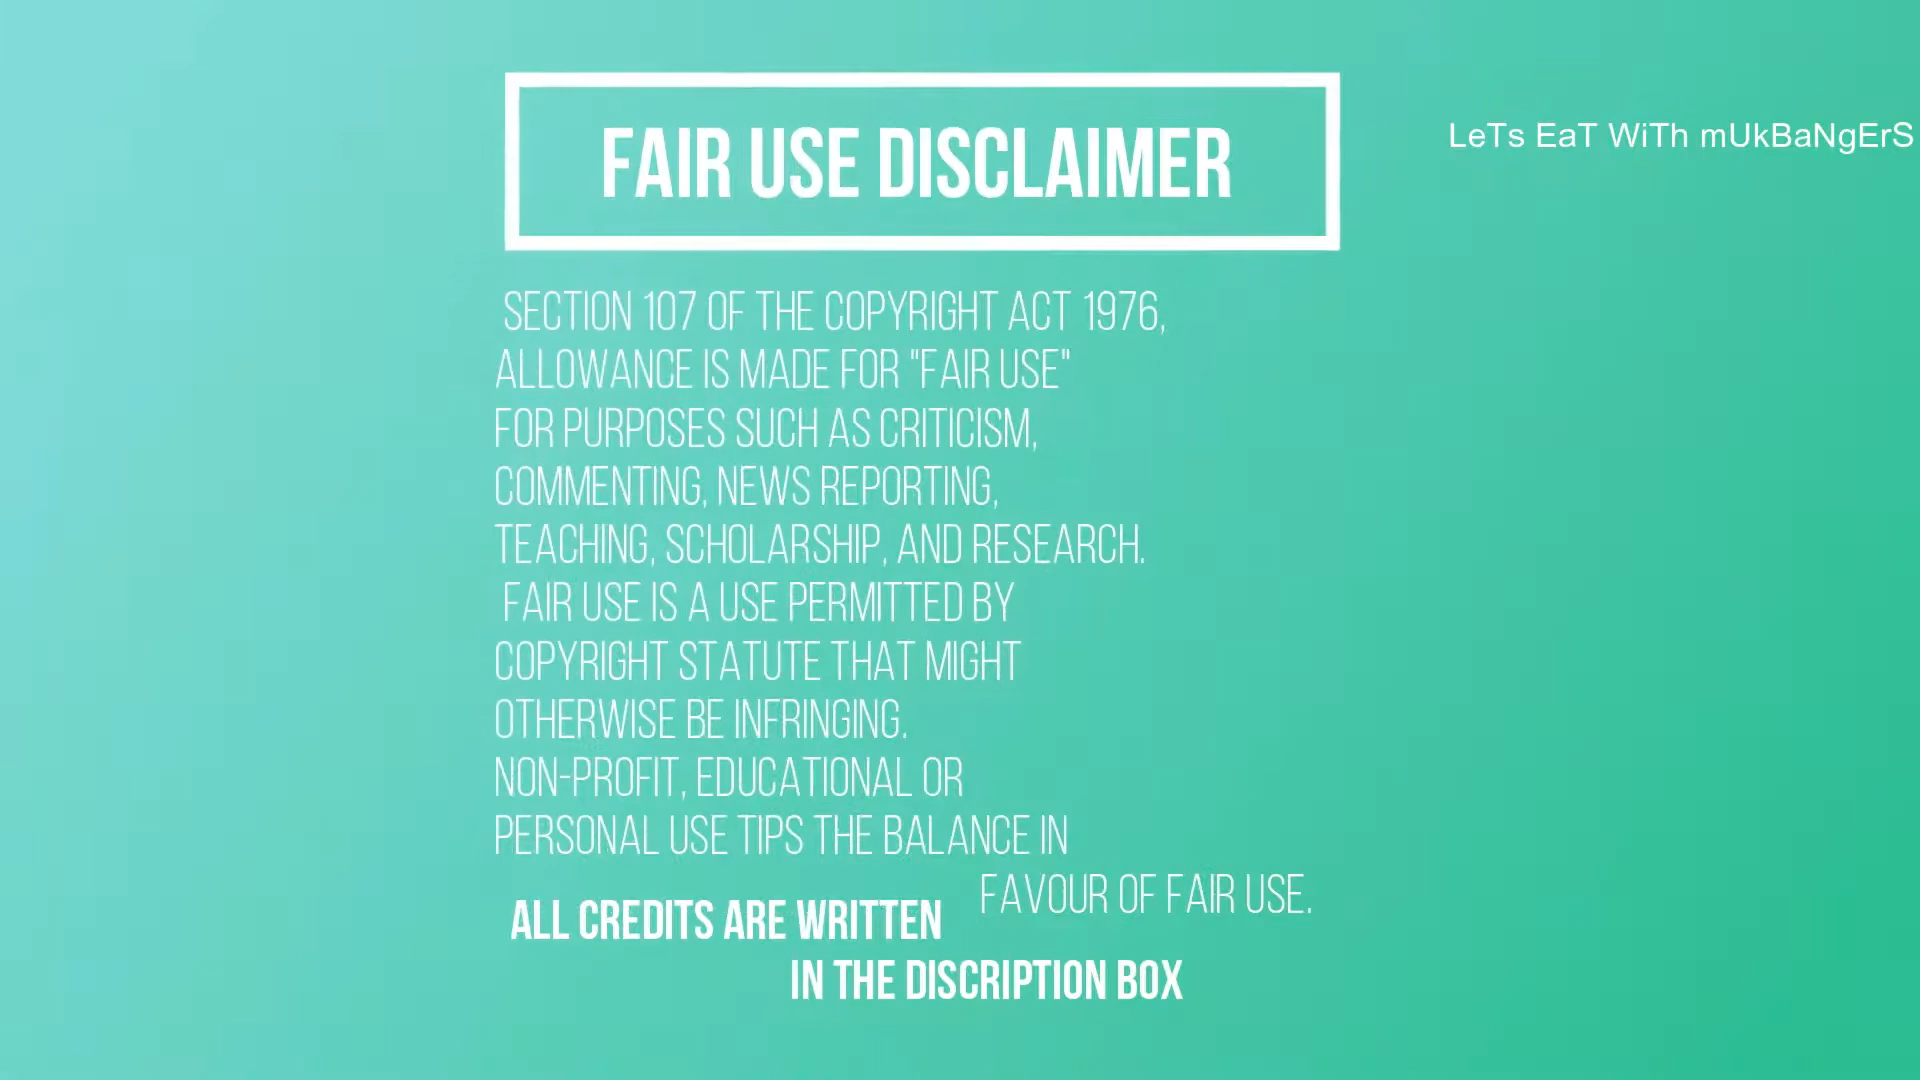 FAIR USE DISCLAIMER
LeTs EaT WiTh mUkBaNgErS
SECTION 107 OF THE COPYRIGHT ACT 1976,
ALLOWANCE IS MADE FOR "FAIR USE"
FOR PURPOSES SUCH AS CRITICISM,
COMMENTING, NEWS REPORTING,
TEACHING, SCHOLARSHIP, AND RESEARCH.
FAIR USE IS A USE PERMITTED BY
COPYRIGHT STATUTE THAT MIGHT
OTHERWISE BE INFRINGING.
NON-PROFIT, EDUCATIONAL OR
PERSONAL USE TIPS THE BALANCE IN
FAVOUR OF FAIR USE.
ALL CREDITS ARE WRITTEN
IN THE DISCRIPTION BOX